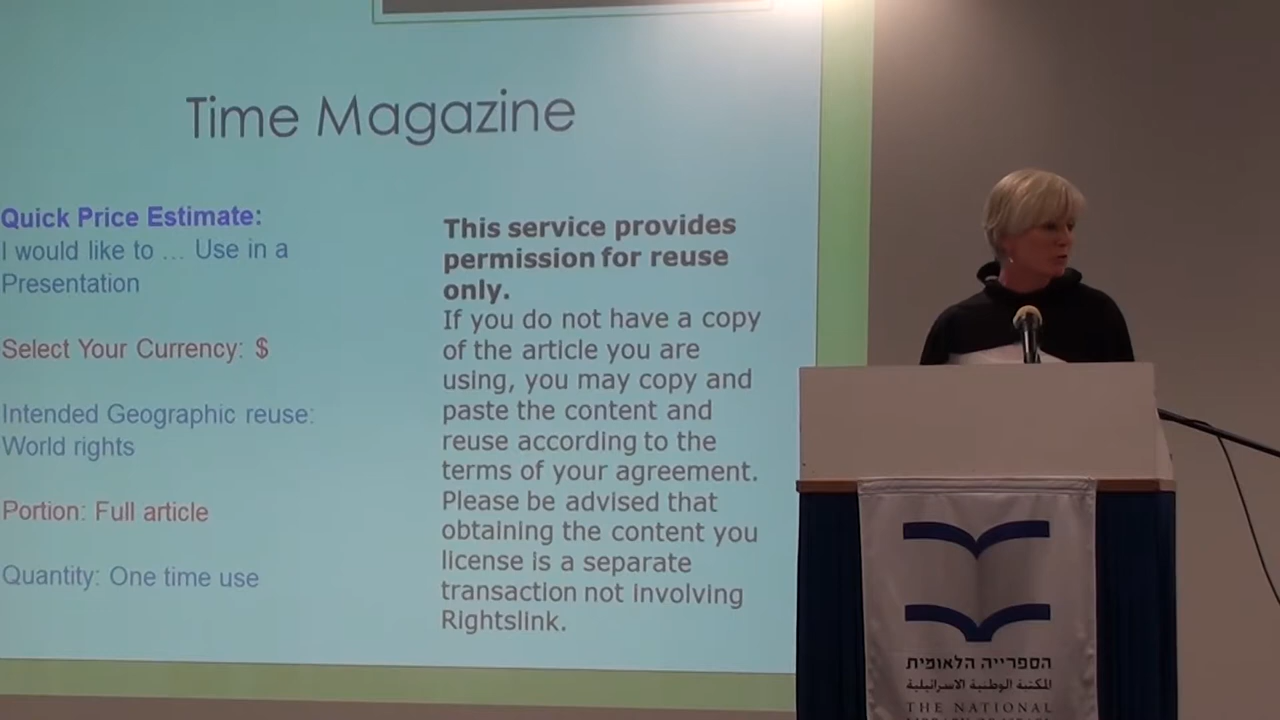 Time Magazine
Quick Price Estimate:
I would like to ... Use in a
Presentation
Select Your Currency: $
Intended Geographic reuse:
World rights
Portion: Full article
Quantity: One time use
This service provides
permission for reuse
only.
If you do not have a copy
of the article you are
using, you may copy and
paste the content and
reuse according to the
terms of your agreement.
Please be advised that
obtaining the content you
license is a separate
transaction not involving
Rightslink.
הספרייה הלאומית
المكتبة الوطنية الاسرائيلية
THE NATIONAL